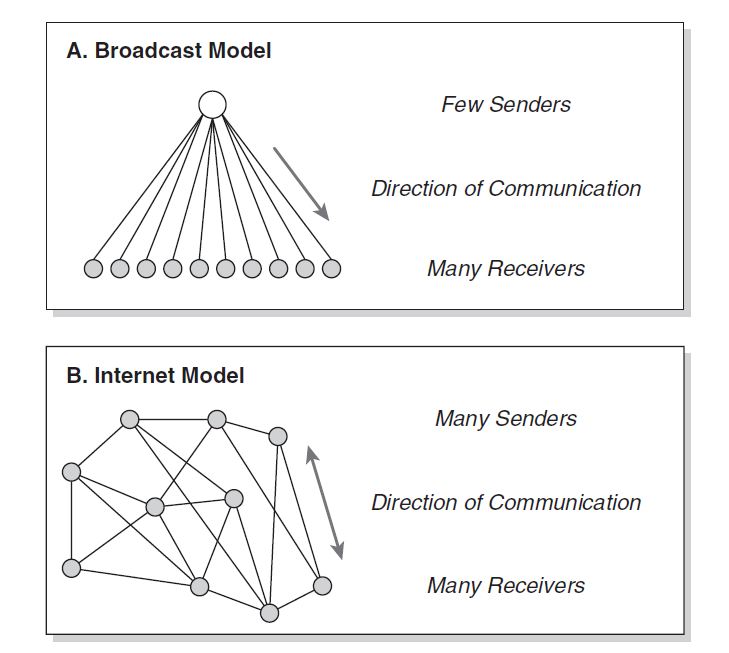 A. Broadcast Model
Few Senders
Direction of Communication
Many Receivers
B. Internet Model
Many Senders
Direction of Communication
Many Receivers